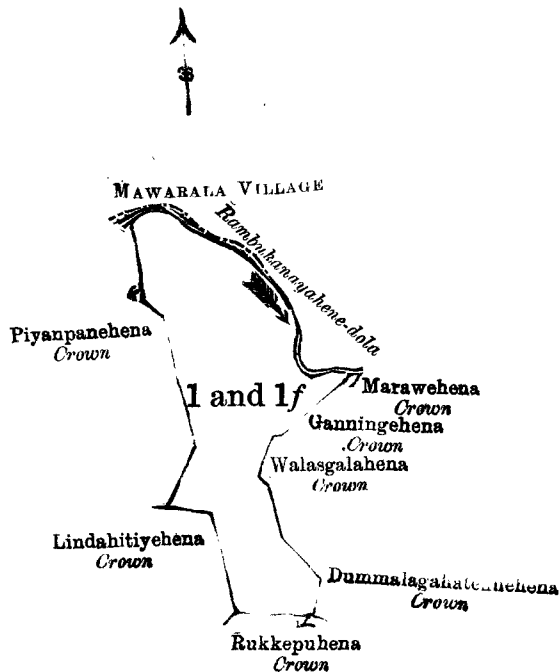 MAWARALA VILLAGE
Rambukanayahene-dola
Piyanpanehena
Crown
1 and 1f
Marawehena
Crown
Ganningehena
Crown
Walasgalahena
Crown
Lindahitiyehena
Crown
Crown
Rukkepuhena
Crown